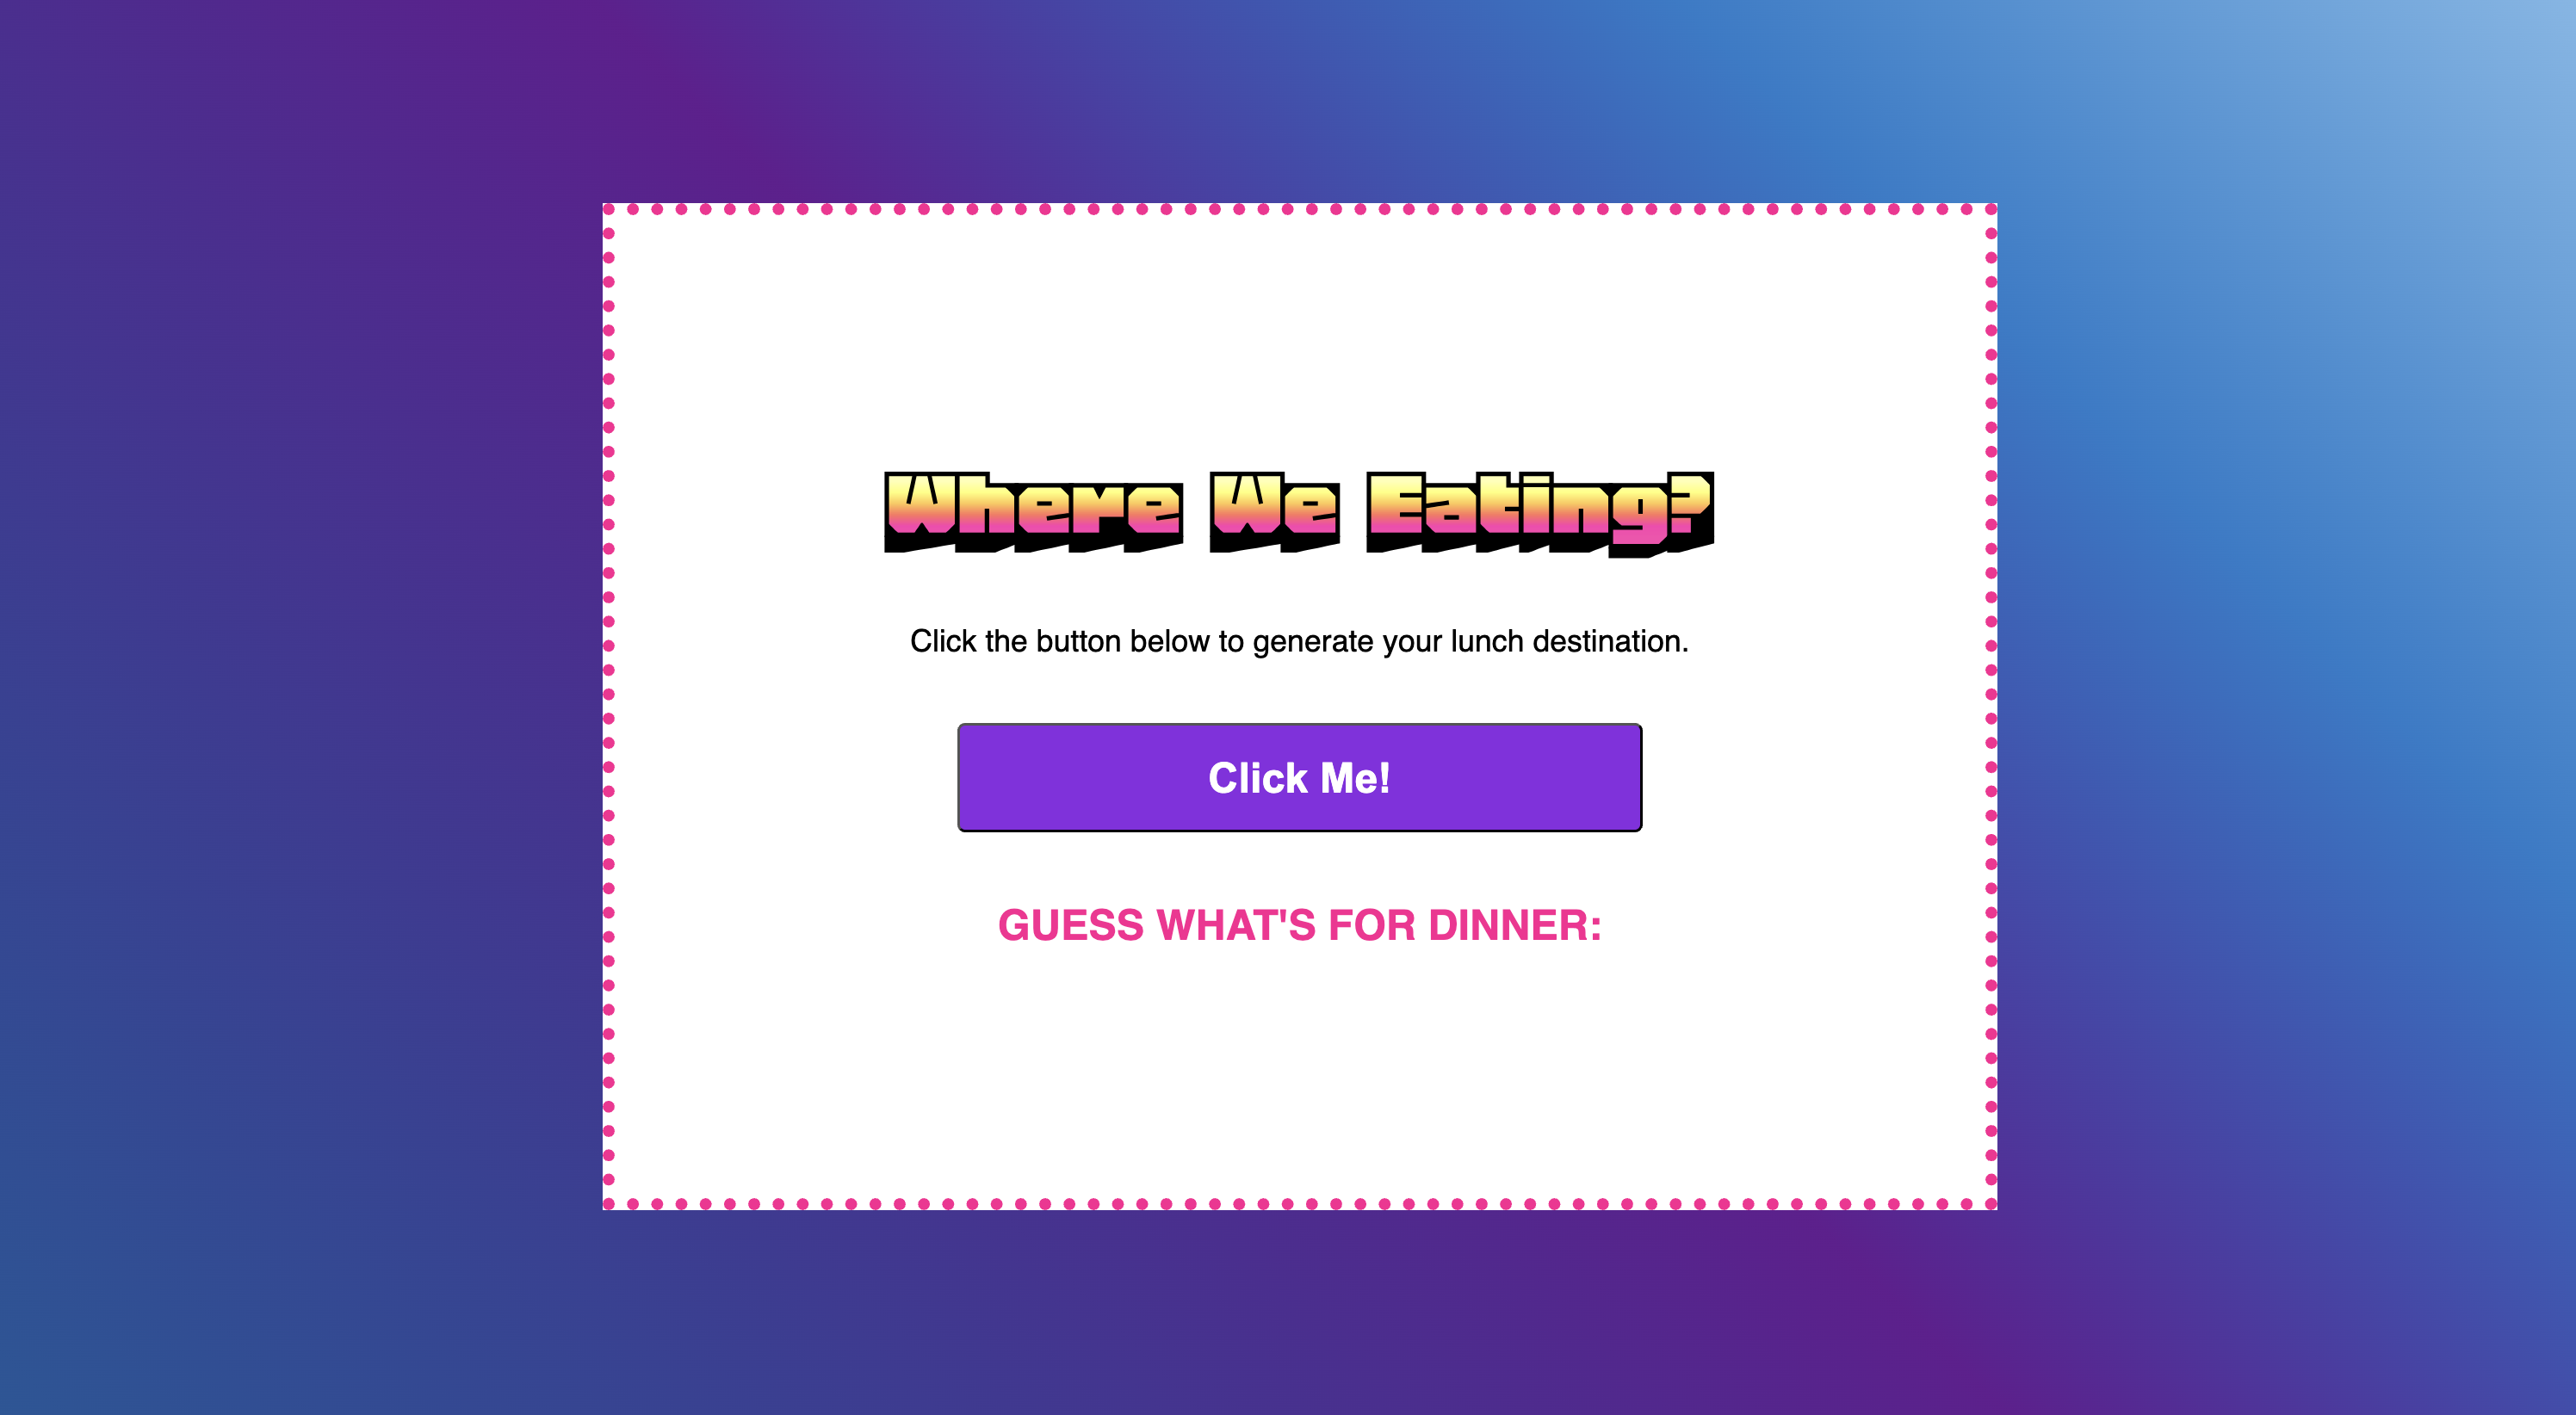 Where We Eating?
Click the button below to generate your lunch destination.
Click Me!
GUESS WHAT'S FOR DINNER: